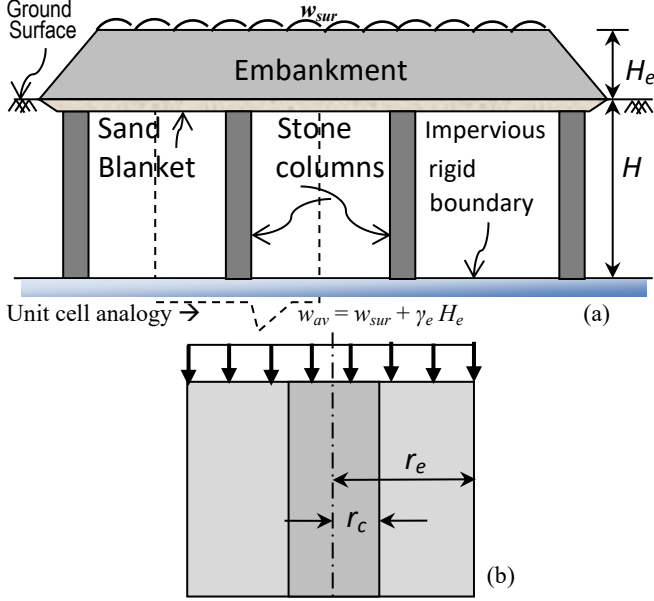 Ground
Surface
w_sur
Embankment
H_e
Sand
Blanket
Stone
columns
Impervious
rigid
boundary
H
Unit cell analogy → w_av = w_sur + γ_e H_e (a)
r_e
r_c
(b)